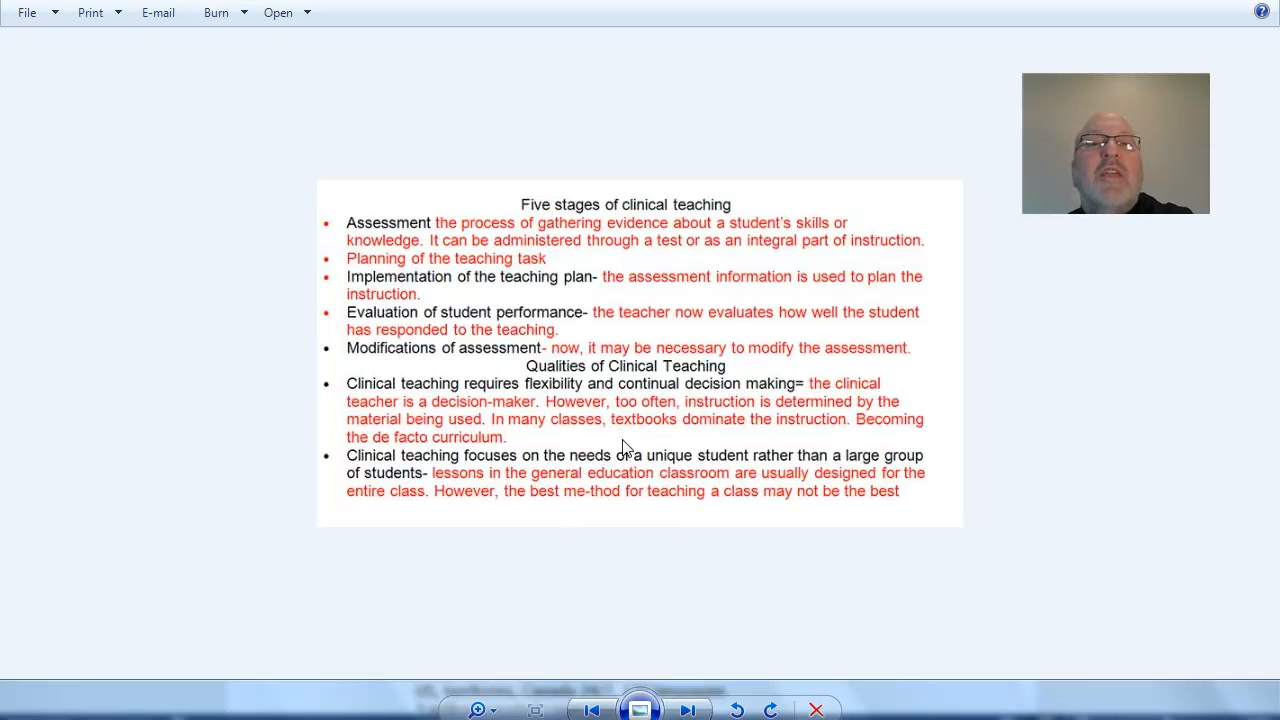 File Print E-mail Burn Open
Five stages of clinical teaching
• Assessment the process of gathering evidence about a student's skills or
knowledge. It can be administered through a test or as an integral part of instruction.
• Planning of the teaching task
• Implementation of the teaching plan- the assessment information is used to plan the
instruction.
• Evaluation of student performance- the teacher now evaluates how well the student
has responded to the teaching.
• Modifications of assessment- now, it may be necessary to modify the assessment.
Qualities of Clinical Teaching
• Clinical teaching requires flexibility and continual decision making= the clinical
teacher is a decision-maker. However, too often, instruction is determined by the
material being used. In many classes, textbooks dominate the instruction. Becoming
the de facto curriculum.
• Clinical teaching focuses on the needs of a unique student rather than a large group
of students- lessons in the general education classroom are usually designed for the
entire class. However, the best me-thod for teaching a class may not be the best